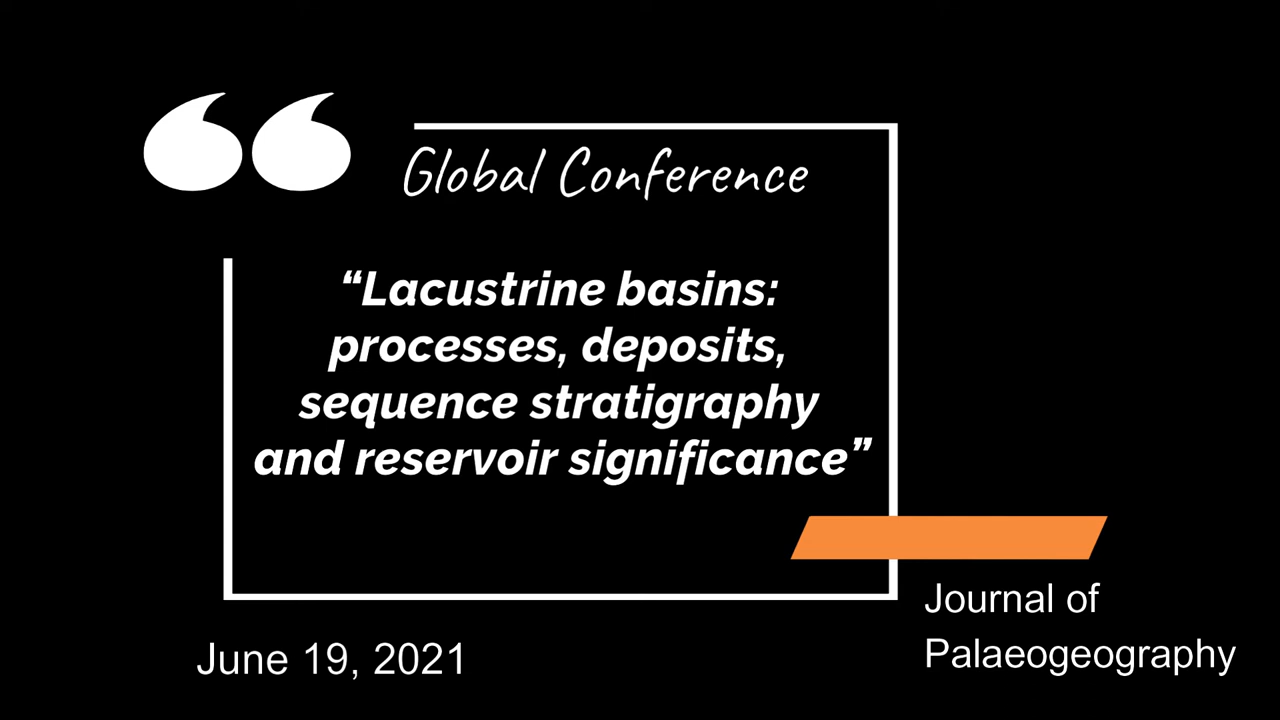 Global Conference
“Lacustrine basins:
processes, deposits,
sequence stratigraphy
and reservoir significance”
Journal of
Palaeogeography
June 19, 2021